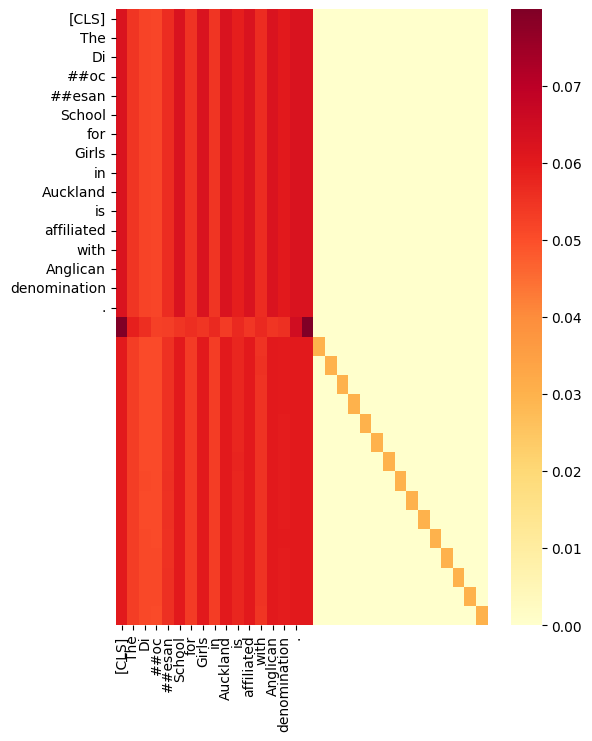 [CLS]
The
Di
##oc
##esan
School
for
Girls
in
Auckland
is
affiliated
with
Anglican
denomination
.
0.07
0.06
0.05
0.04
0.03
0.02
0.01
0.00
[CLS]
The
Di
##oc
##esan
School
for
Girls
in
Auckland
is
affiliated
with
Anglican
denomination
.